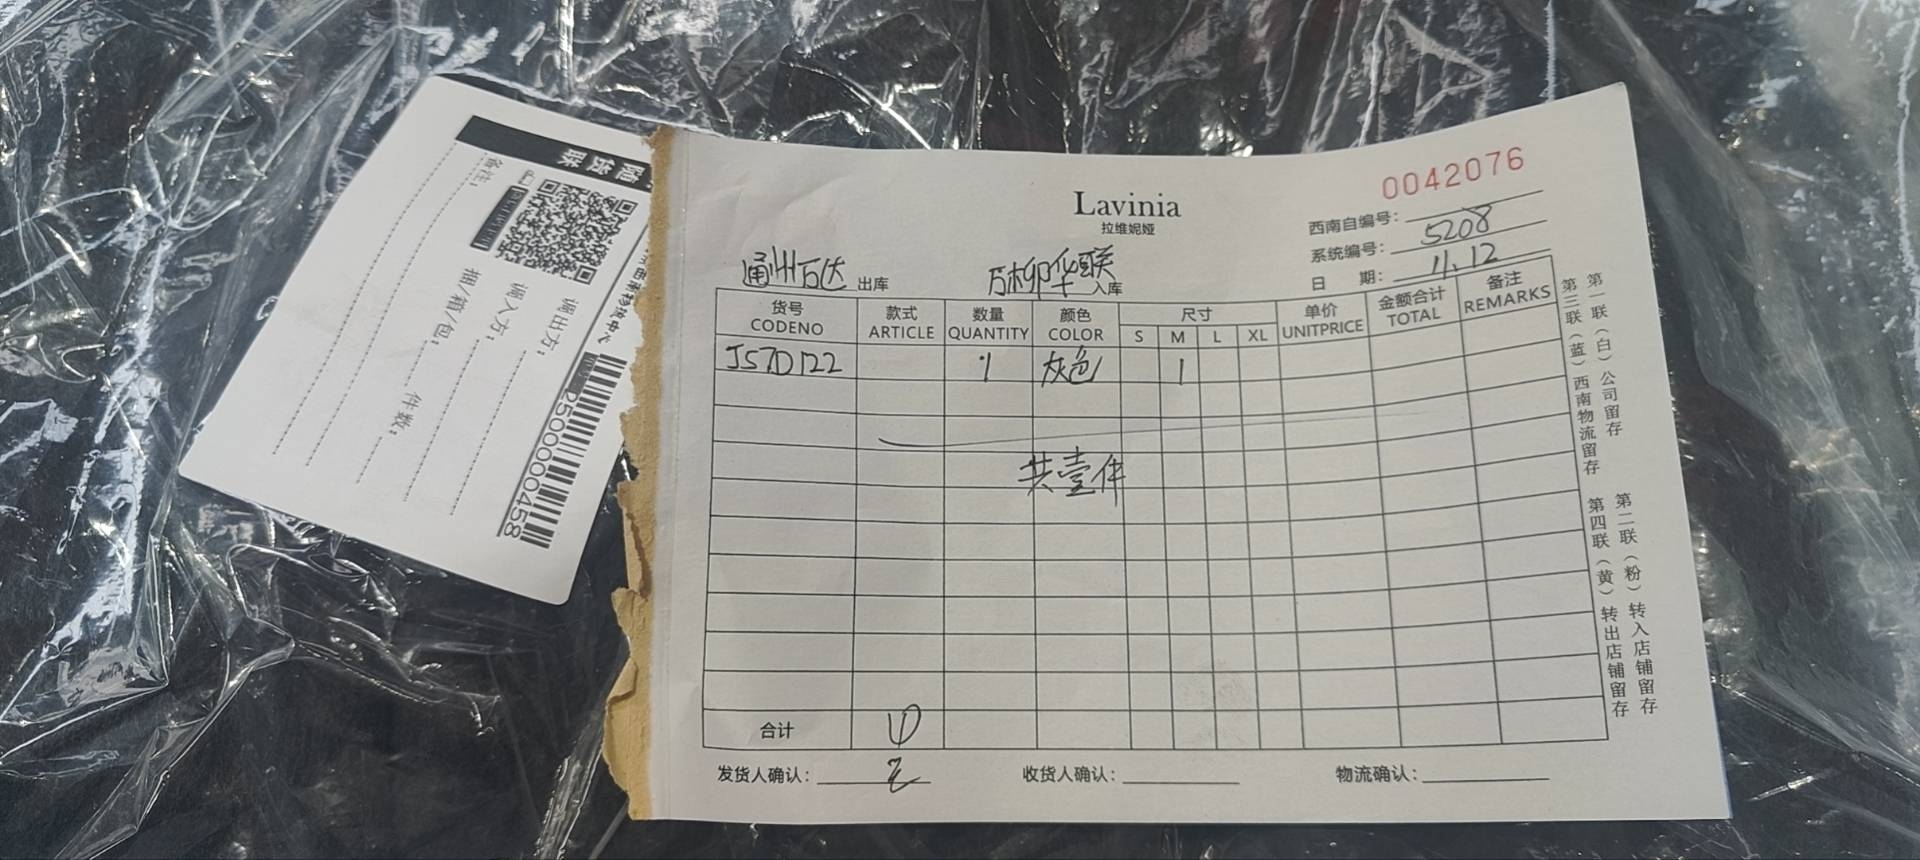 随货联
备注：
调出方：
调入方：
捆/箱/包：
件数：
2500000458
0042076
Lavinia
拉维妮娅
西南自编号：
系统编号：5208
日 期：11.12
通州万达 出库 万柳华联 入库
货号 款式 数量 颜色 尺寸 单价 金额合计 备注
CODENO ARTICLE QUANTITY COLOR S M L XL UNITPRICE TOTAL REMARKS
J57D122 1 灰色 1
共壹件
合计 ①
发货人确认： 收货人确认： 物流确认：
第一联（白）公司留存
第三联（蓝）西南物流留存
第二联（粉）转入店铺留存
第四联（黄）转出店铺留存